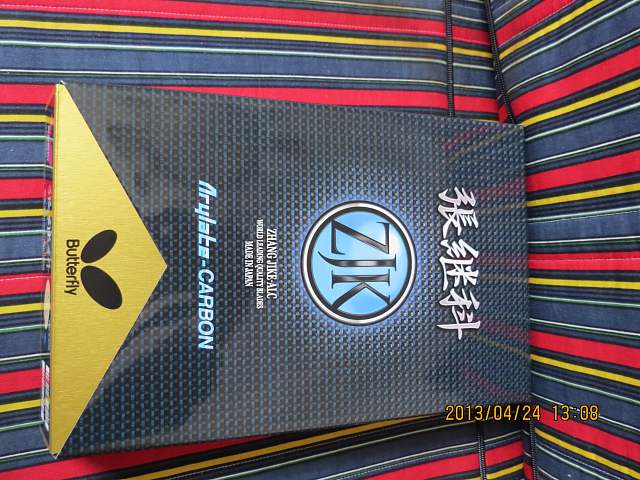 張継科
ZJK
ZHANG JIKE-ALC
WORLD LEADING QUALITY BLADES
MADE IN JAPAN
Arylate-CARBON
Butterfly
2013/04/24 13:08